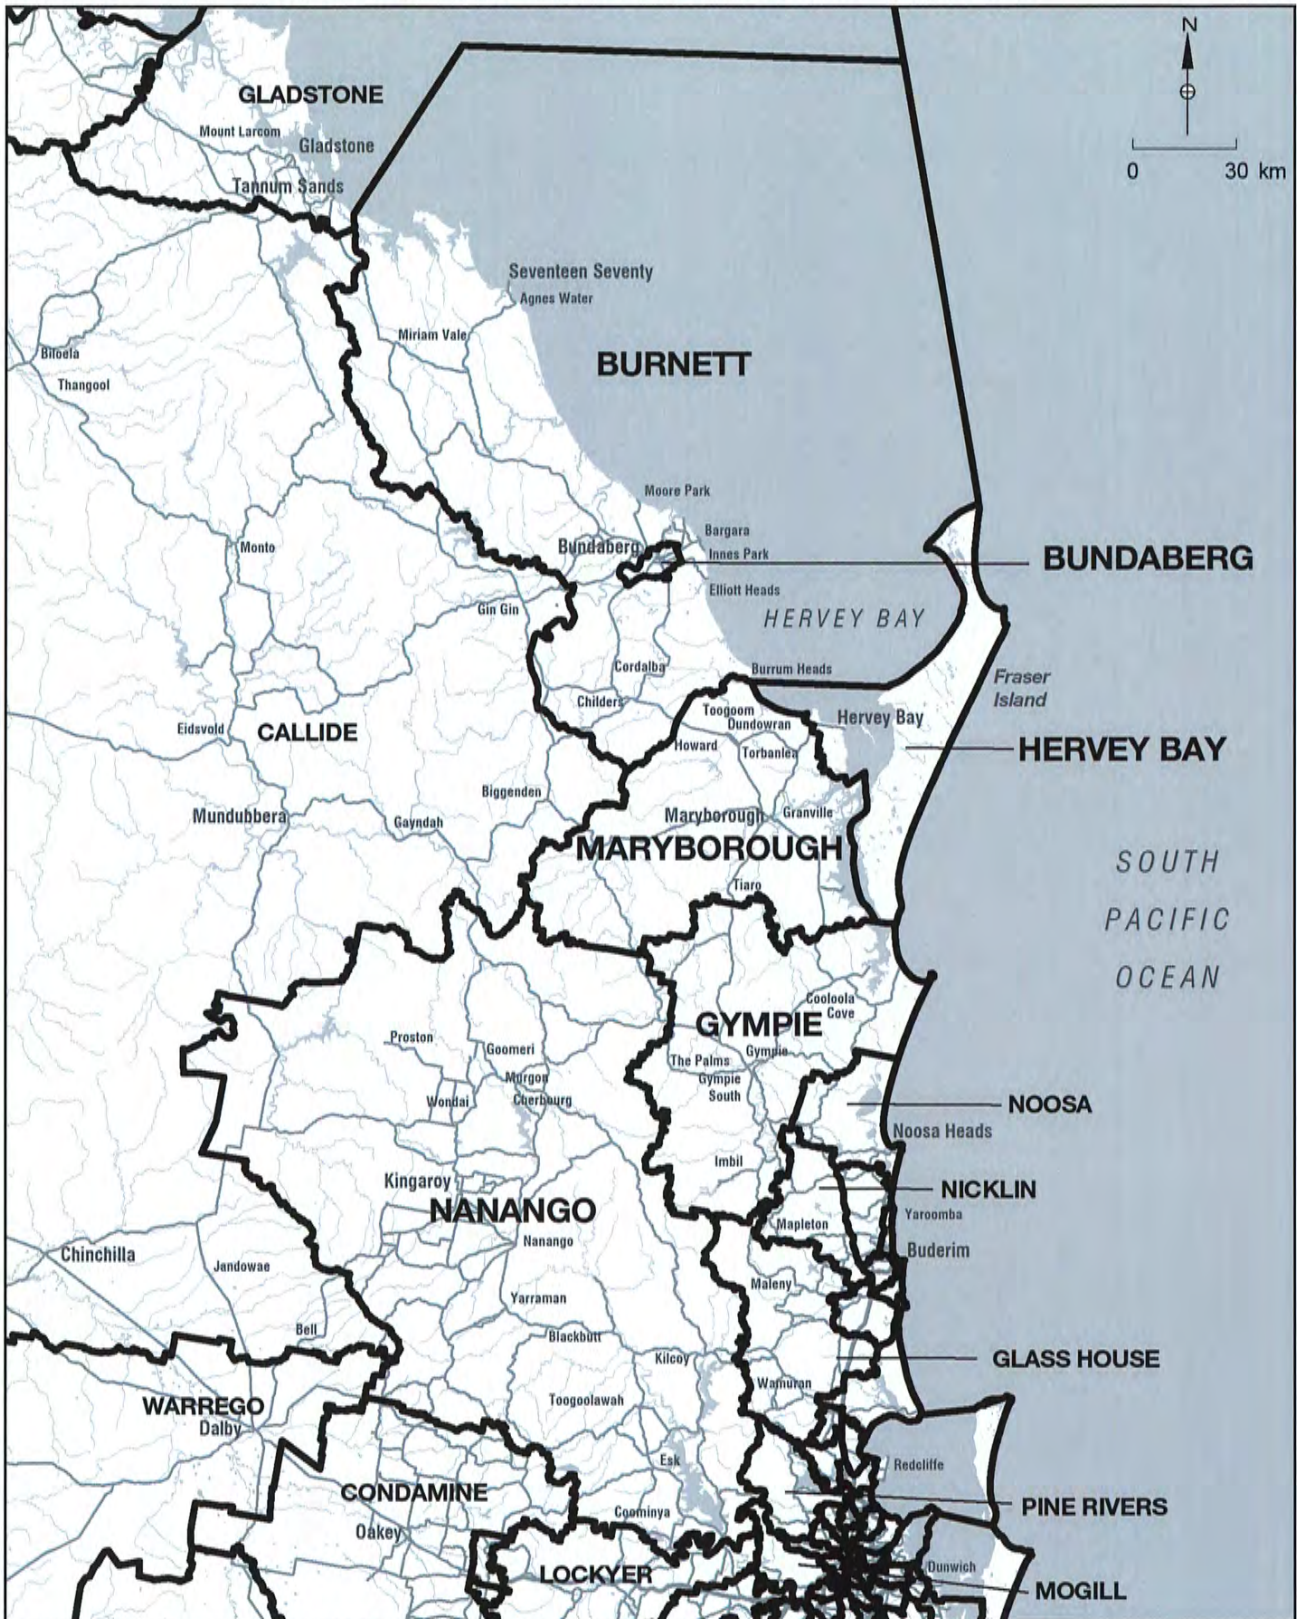 N
GLADSTONE
Mount Larcom
Gladstone
0 30 km
Tannum Sands
Seventeen Seventy
Agnes Water
Miriam Vale
Biloela
BURNETT
Thangool
Moore Park
Bargara
Bundaberg
Monto
Innes Park
BUNDABERG
Elliott Heads
Gin Gin
HERVEY BAY
Cordalba
Burrum Heads
Fraser
Island
Childers
Toogoom
Dundowran
Hervey Bay
Eidsvold
CALLIDE
Howard
Torbanlea
HERVEY BAY
Biggenden
Mundubbera
Gayndah
Maryborough
Granville
MARYBOROUGH
SOUTH
PACIFIC
OCEAN
Tiaro
Cooloola
Cove
GYMPIE
Proston
Goomeri
Gympie
The Palms
Murgon
Gympie
South
Wondai
Cherbourg
NOOSA
Noosa Heads
Imbil
Kingaroy
NANANGO
NICKLIN
Yaroomba
Mapleton
Nanango
Buderim
Chinchilla
Jandowae
Maleny
Yarraman
Bell
Blackbutt
Kilcoy
GLASS HOUSE
Wamuran
Toogoolawah
WARREGO
Dalby
Esk
Redcliffe
CONDAMINE
Coominya
PINE RIVERS
Oakey
LOCKYER
Dunwich
MOGILL